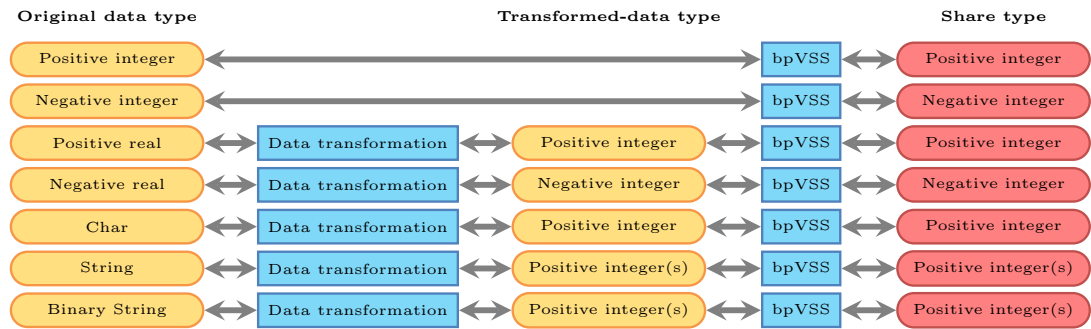 Original data type Transformed-data type Share type
Positive integer bpVSS Positive integer
Negative integer bpVSS Negative integer
Positive real Data transformation Positive integer bpVSS Positive integer
Negative real Data transformation Negative integer bpVSS Negative integer
Char Data transformation Positive integer bpVSS Positive integer
String Data transformation Positive integer(s) bpVSS Positive integer(s)
Binary String Data transformation Positive integer(s) bpVSS Positive integer(s)